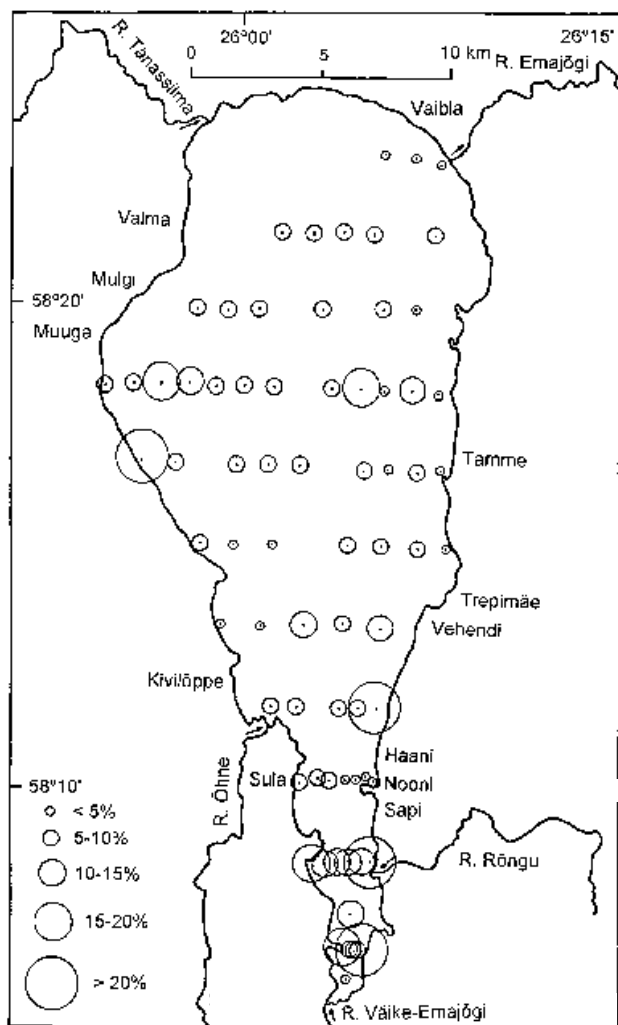 26°00' 26°15'
0 5 10 km
R. Tänassilma
R. Emajõgi
Vaibla
Valma
Mulgi
58°20'
Muuga
Tamme
Trepimäe
Vehendi
Kivilõppe
Haani
58°10' R. Õhne Sula Nooni
Sapi
< 5%
5-10%
10-15%
15-20%
> 20%
R. Rõngu
R. Väike-Emajõgi